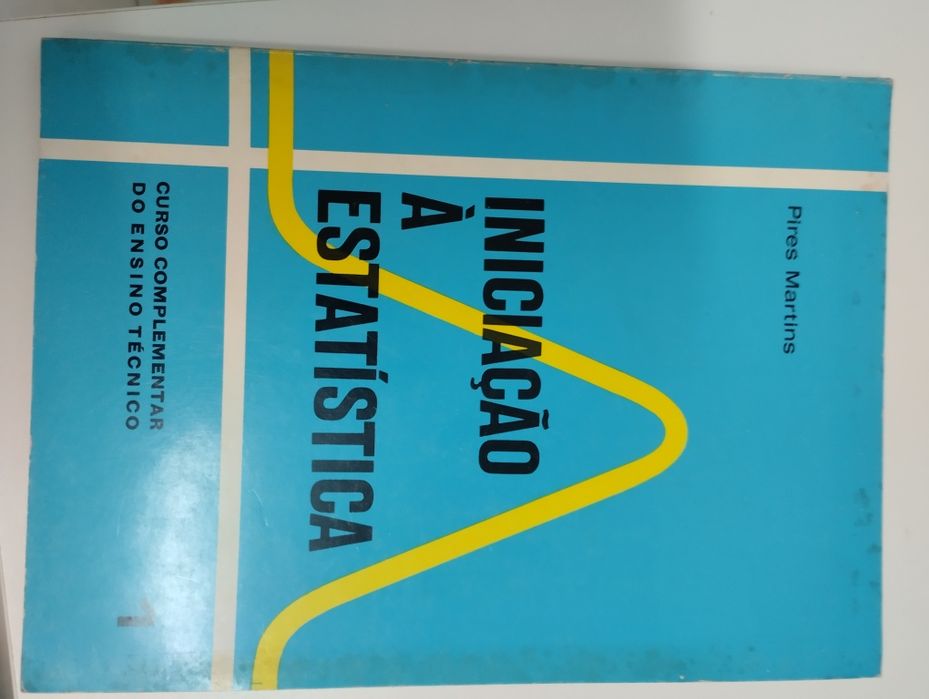 Pires Martins
INICIAÇÃO
À
ESTATÍSTICA
CURSO COMPLEMENTAR
DO ENSINO TÉCNICO
1